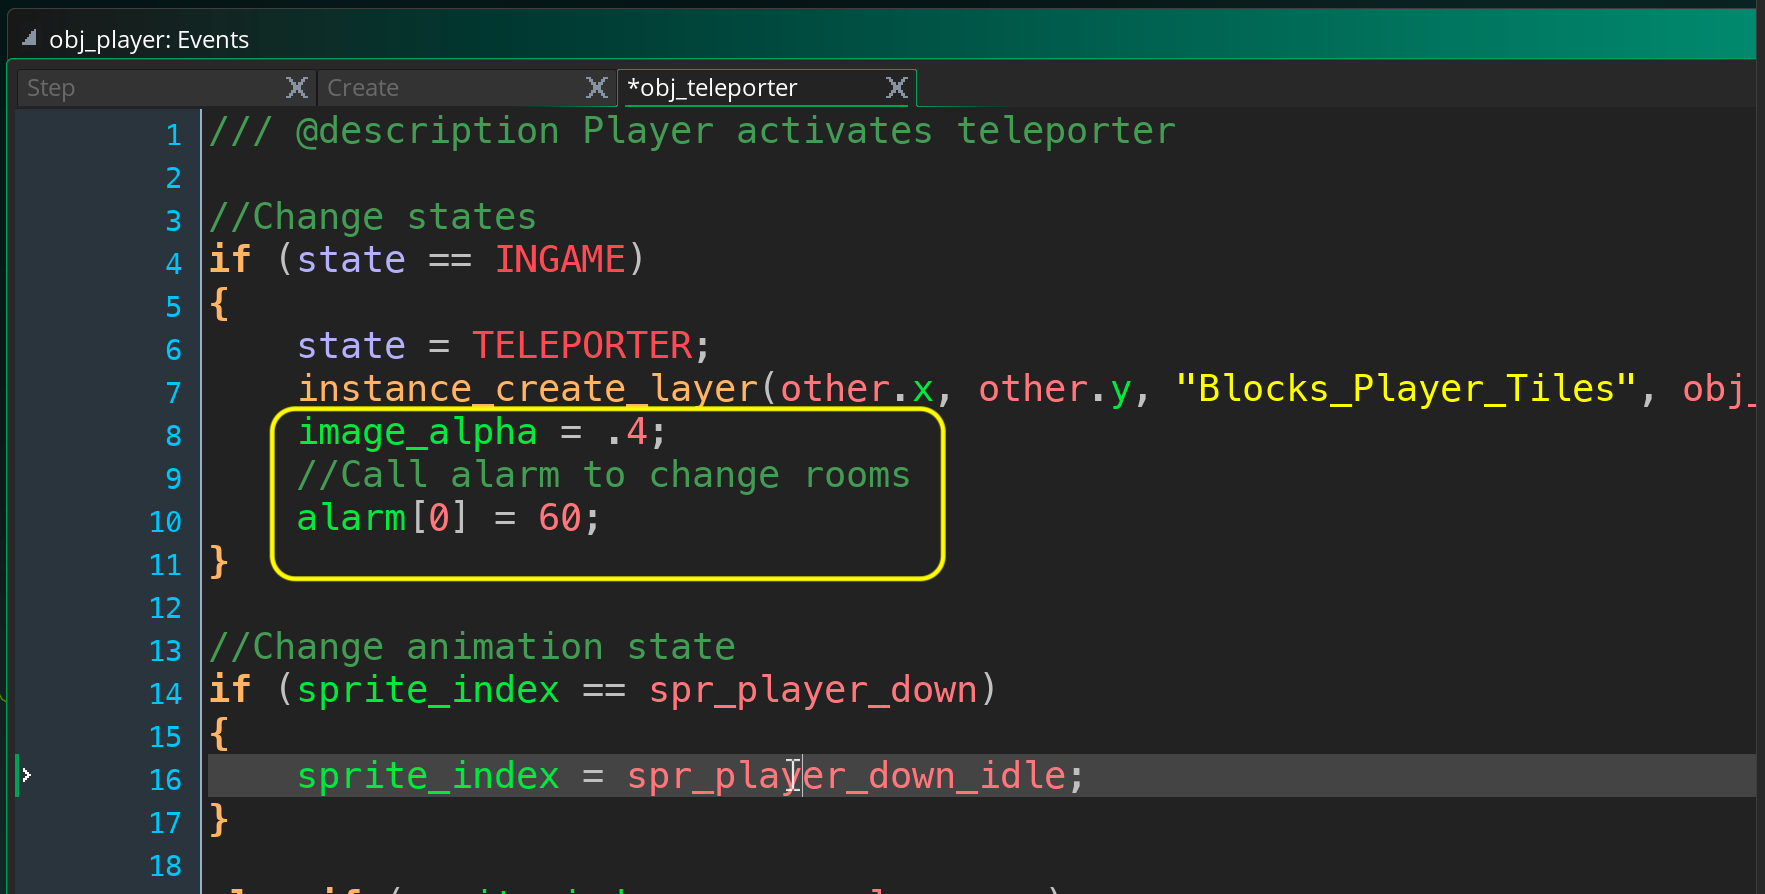 obj_player: Events
Step Create *obj_teleporter
1 /// @description Player activates teleporter
2
3 //Change states
4 if (state == INGAME)
5 {
6 state = TELEPORTER;
7 instance_create_layer(other.x, other.y, "Blocks_Player_Tiles", obj_
8 image_alpha = .4;
9 //Call alarm to change rooms
10 alarm[0] = 60;
11 }
12
13 //Change animation state
14 if (sprite_index == spr_player_down)
15 {
16 sprite_index = spr_player_down_idle;
17 }
18